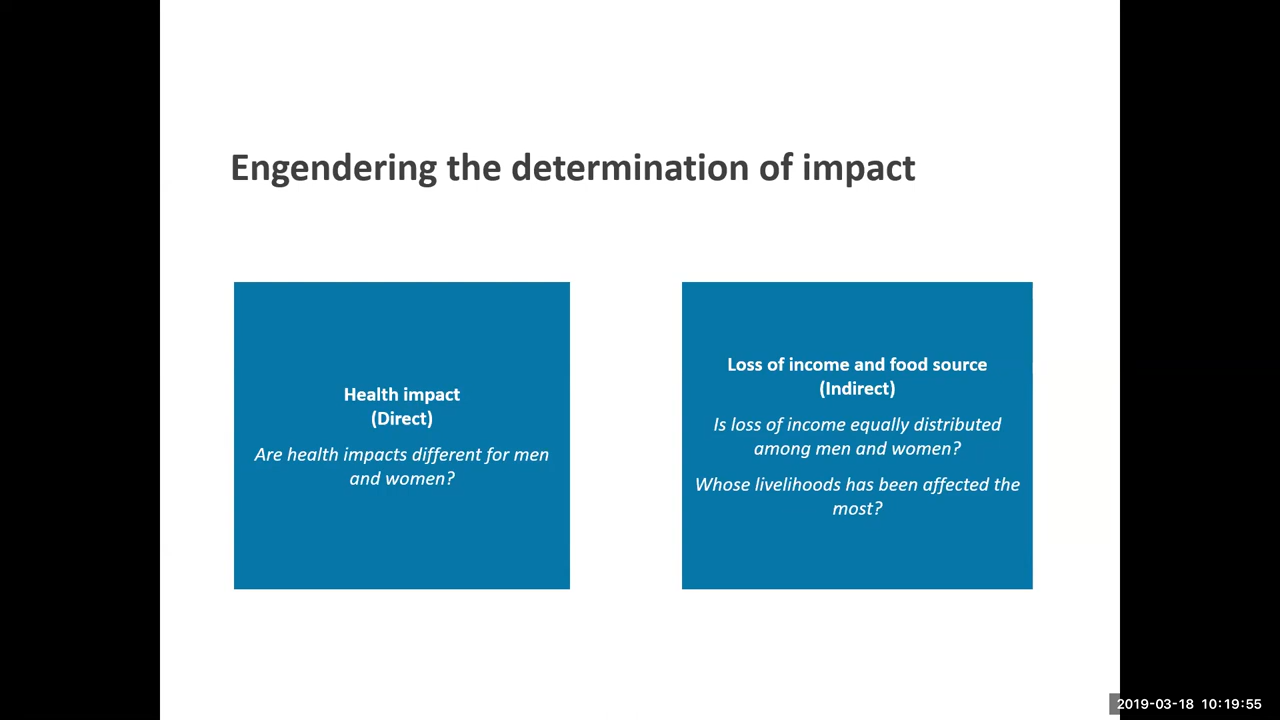 Engendering the determination of impact
Health impact
(Direct)
Are health impacts different for men
and women?
Loss of income and food source
(Indirect)
Is loss of income equally distributed
among men and women?
Whose livelihoods has been affected the
most?
2019-03-18 10:19:55